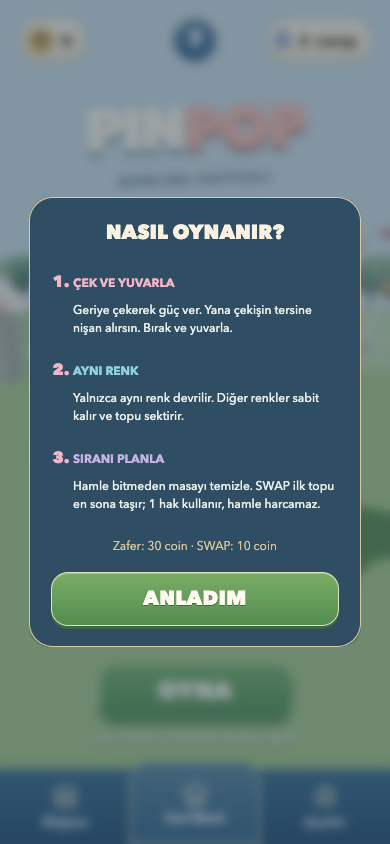 PINPOP
NASIL OYNANIR?
1. ÇEK VE YUVARLA
Geriye çekerek güç ver. Yana çekişin tersine
nişan alırsın. Bırak ve yuvarla.
2. AYNI RENK
Yalnızca aynı renk devrilir. Diğer renkler sabit
kalır ve topu sektirir.
3. SIRANI PLANLA
Hamle bitmeden masayı temizle. SWAP ilk topu
en sona taşır; 1 hak kullanır, hamle harcamaz.
Zafer: 30 coin · SWAP: 10 coin
ANLADIM
OYNA